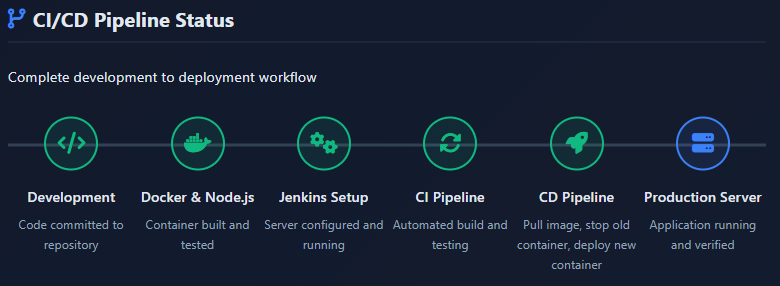 CI/CD Pipeline Status
Complete development to deployment workflow
Development
Code committed to
repository
Docker & Node.js
Container built and
tested
Jenkins Setup
Server configured and
running
CI Pipeline
Automated build and
testing
CD Pipeline
Pull image, stop old
container, deploy new
container
Production Server
Application running
and verified